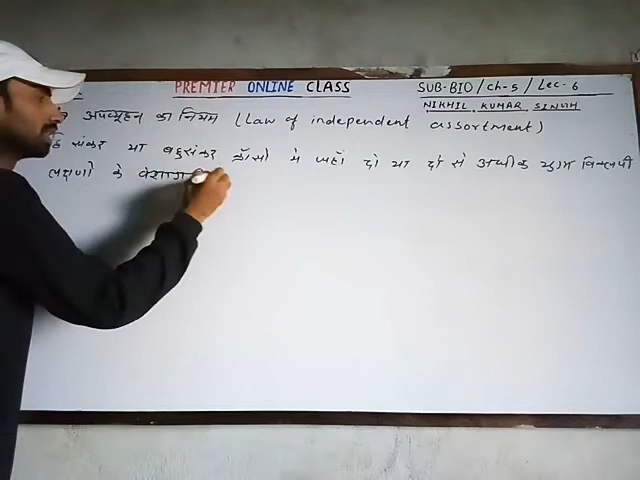 PREMIER ONLINE CLASS
SUB-BIO / Ch-5 / Lec-6
NIKHIL KUMAR SINGH
अपव्यूहन का नियम (Law of independent assortment)
संकर या बहुसंकर क्रॉसो में जहाँ दो या दो से अधीक युग्म विकल्पी
लक्षणों के वंशाग